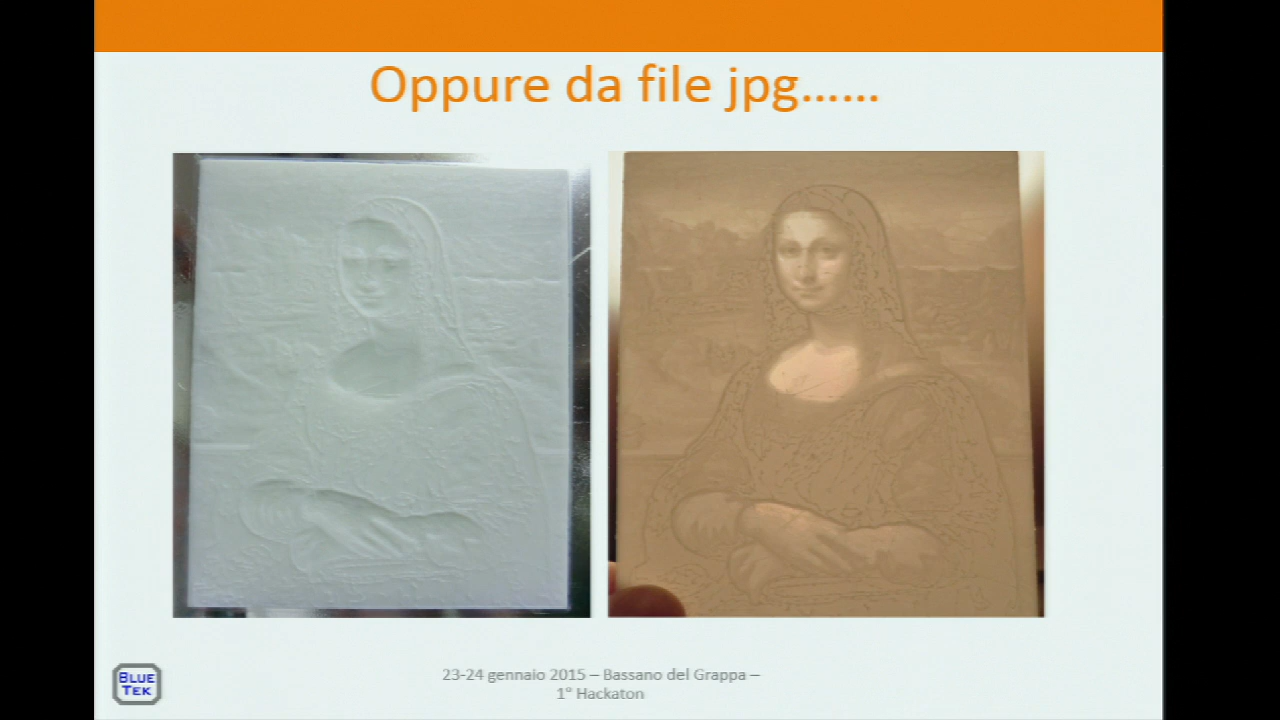 Oppure da file jpg......
BLUE
TEK
23-24 gennaio 2015 – Bassano del Grappa –
1° Hackaton